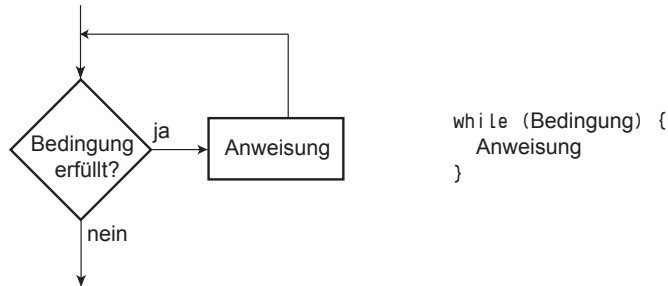 Bedingung
erfüllt?
ja
Anweisung
nein
while (Bedingung) {
Anweisung
}